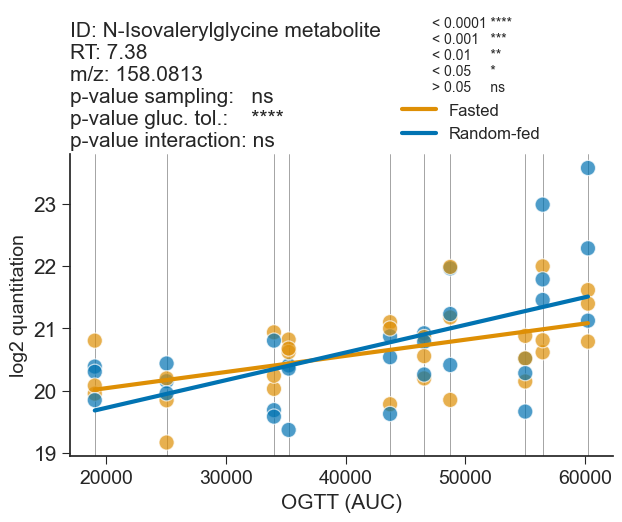 ID: N-Isovalerylglycine metabolite
RT: 7.38
m/z: 158.0813
p-value sampling: ns
p-value gluc. tol.: ****
p-value interaction: ns
< 0.0001 ****
< 0.001 ***
< 0.01 **
< 0.05 *
> 0.05 ns
Fasted
Random-fed
log2 quantitation
23
22
21
20
19
20000 30000 40000 50000 60000
OGTT (AUC)